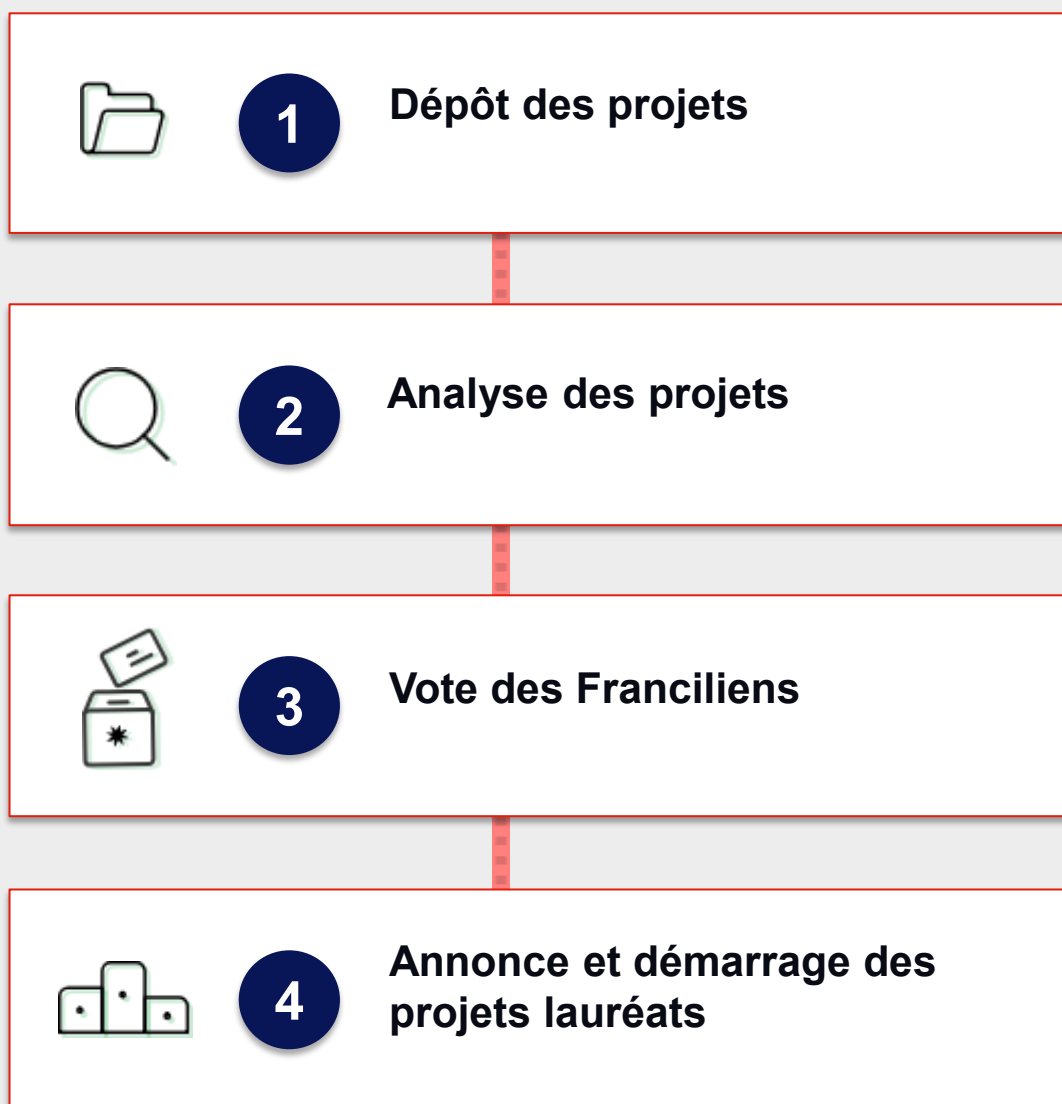 1
Dépôt des projets
2
Analyse des projets
3
Vote des Franciliens
4
Annonce et démarrage des
projets lauréats